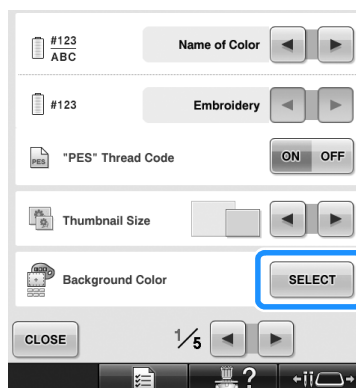 #123
ABC
Name of Color
#123
Embroidery
PES
"PES" Thread Code
ON OFF
Thumbnail Size
Background Color
SELECT
CLOSE
1/5
?